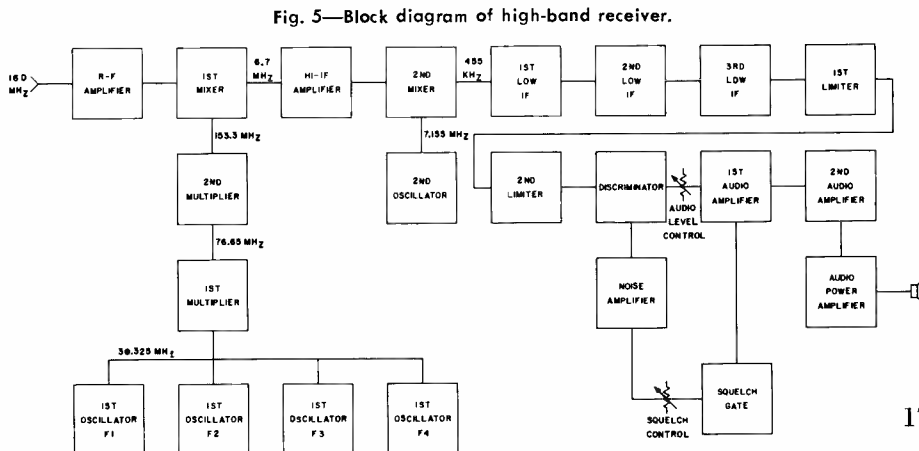 Fig. 5—Block diagram of high-band receiver.
160
MHz
R-F
AMPLIFIER
1ST
MIXER
6.7
MHz
HI-IF
AMPLIFIER
2ND
MIXER
455
KHz
1ST
LOW
IF
2ND
LOW
IF
3RD
LOW
IF
1ST
LIMITER
153.3 MHz
7.155 MHz
2ND
MULTIPLIER
2ND
OSCILLATOR
2ND
LIMITER
DISCRIMINATOR
AUDIO
LEVEL
CONTROL
1ST
AUDIO
AMPLIFIER
2ND
AUDIO
AMPLIFIER
76.65 MHz
1ST
MULTIPLIER
NOISE
AMPLIFIER
AUDIO
POWER
AMPLIFIER
38.325 MHz
1ST
OSCILLATOR
F1
1ST
OSCILLATOR
F2
1ST
OSCILLATOR
F3
1ST
OSCILLATOR
F4
SQUELCH
CONTROL
SQUELCH
GATE